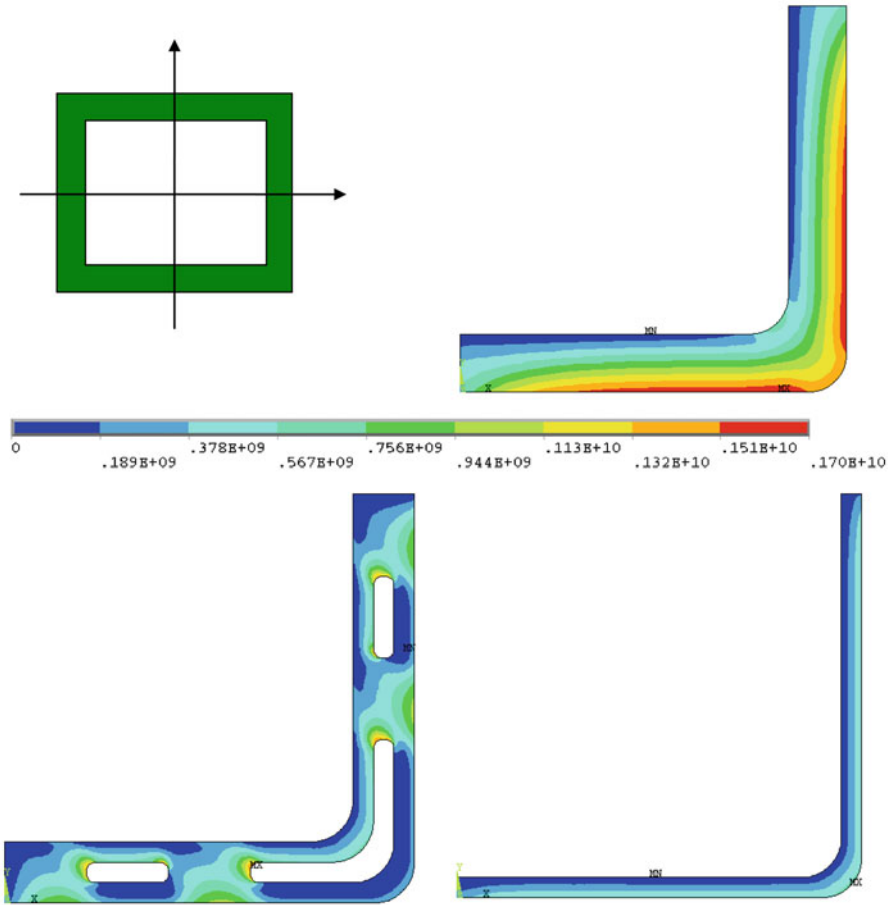 MN
X
MX
0
.189E+09
.378E+09
.567E+09
.756E+09
.944E+09
.113E+10
.132E+10
.151E+10
.170E+10
MN
MX
Y
X
Y
MN
X
MX